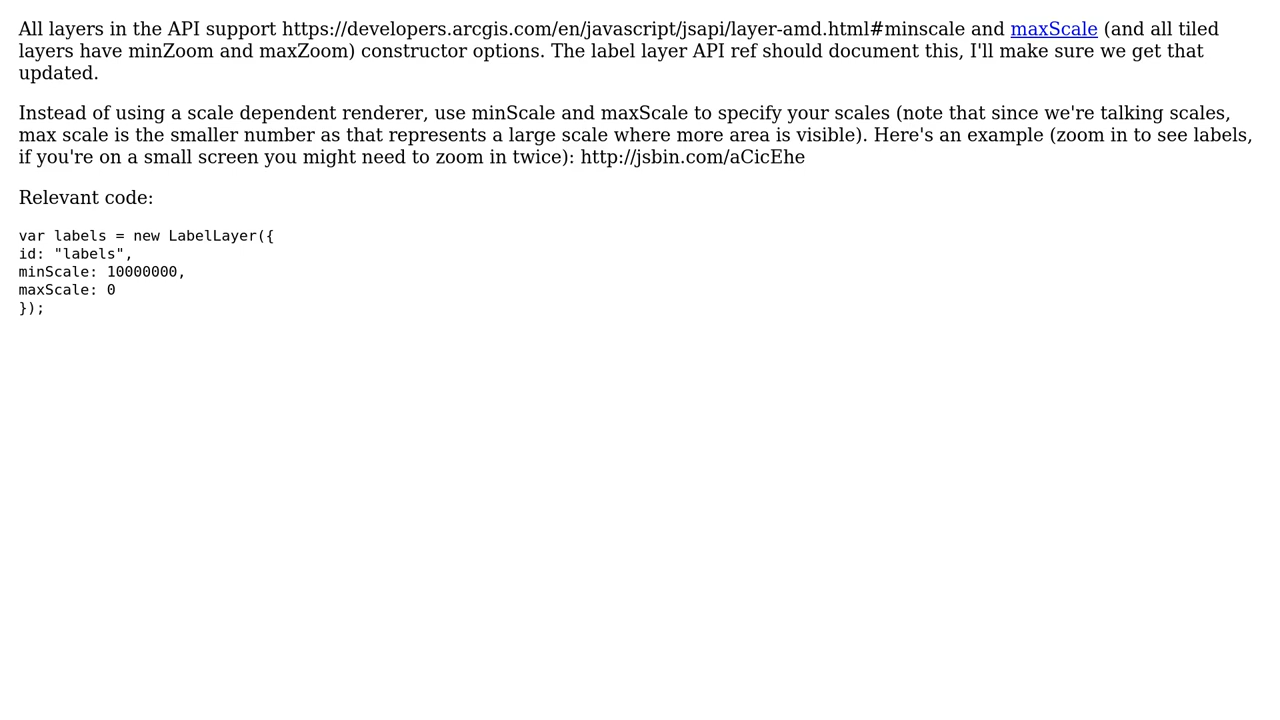 All layers in the API support https://developers.arcgis.com/en/javascript/jsapi/layer-amd.html#minscale and maxScale (and all tiled
layers have minZoom and maxZoom) constructor options. The label layer API ref should document this, I'll make sure we get that
updated.
Instead of using a scale dependent renderer, use minScale and maxScale to specify your scales (note that since we're talking scales,
max scale is the smaller number as that represents a large scale where more area is visible). Here's an example (zoom in to see labels,
if you're on a small screen you might need to zoom in twice): http://jsbin.com/aCicEhe
Relevant code:
var labels = new LabelLayer({
id: "labels",
minScale: 10000000,
maxScale: 0
});